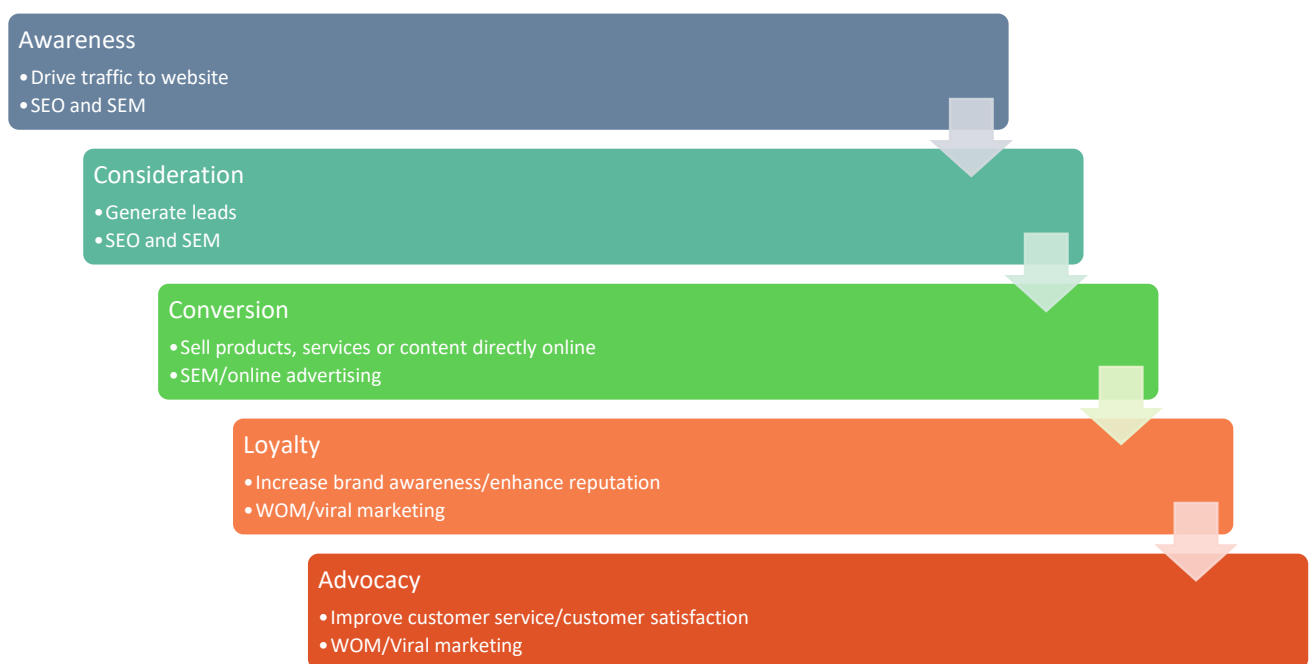 Awareness
•Drive traffic to website
•SEO and SEM
Consideration
•Generate leads
•SEO and SEM
Conversion
•Sell products, services or content directly online
•SEM/online advertising
Loyalty
•Increase brand awareness/enhance reputation
•WOM/viral marketing
Advocacy
•Improve customer service/customer satisfaction
•WOM/Viral marketing